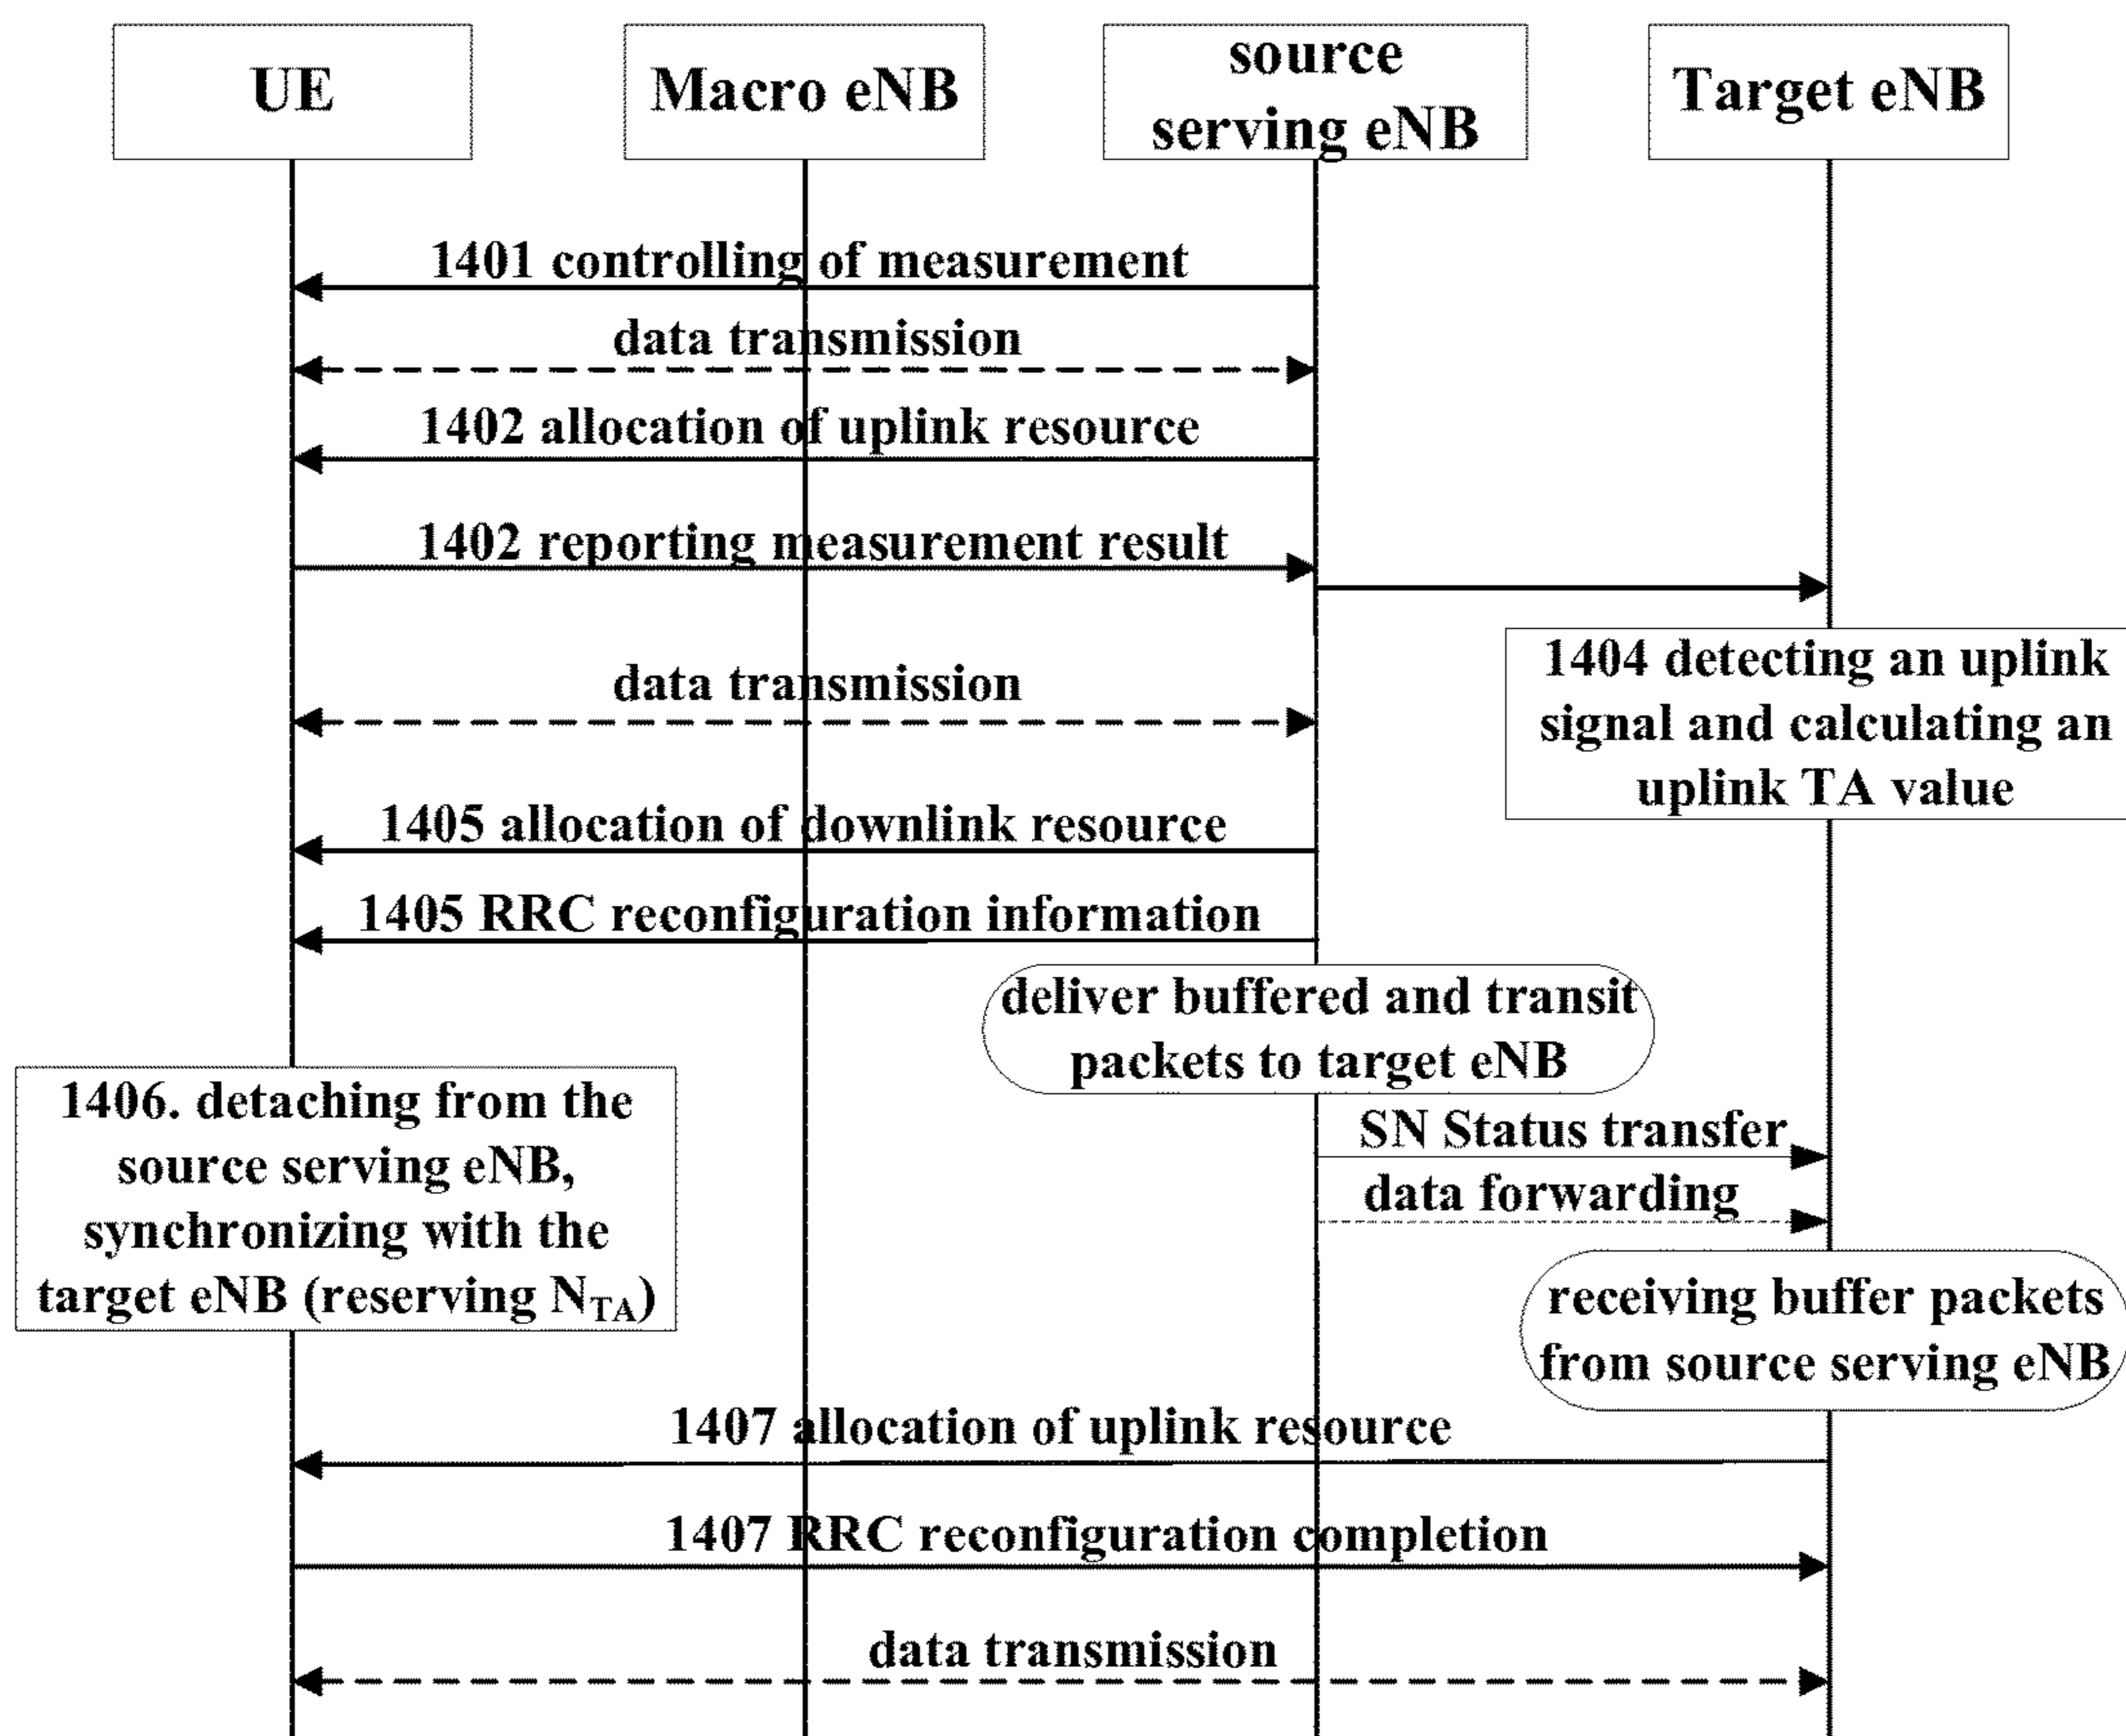 UE
Macro eNB
source
serving eNB
Target eNB
1401 controlling of measurement
data transmission
1402 allocation of uplink resource
1402 reporting measurement result
1404 detecting an uplink
signal and calculating an
uplink TA value
data transmission
1405 allocation of downlink resource
1405 RRC reconfiguration information
deliver buffered and transit
packets to target eNB
1406. detaching from the
source serving eNB,
synchronizing with the
target eNB (reserving N_TA)
SN Status transfer
data forwarding
receiving buffer packets
from source serving eNB
1407 allocation of uplink resource
1407 RRC reconfiguration completion
data transmission